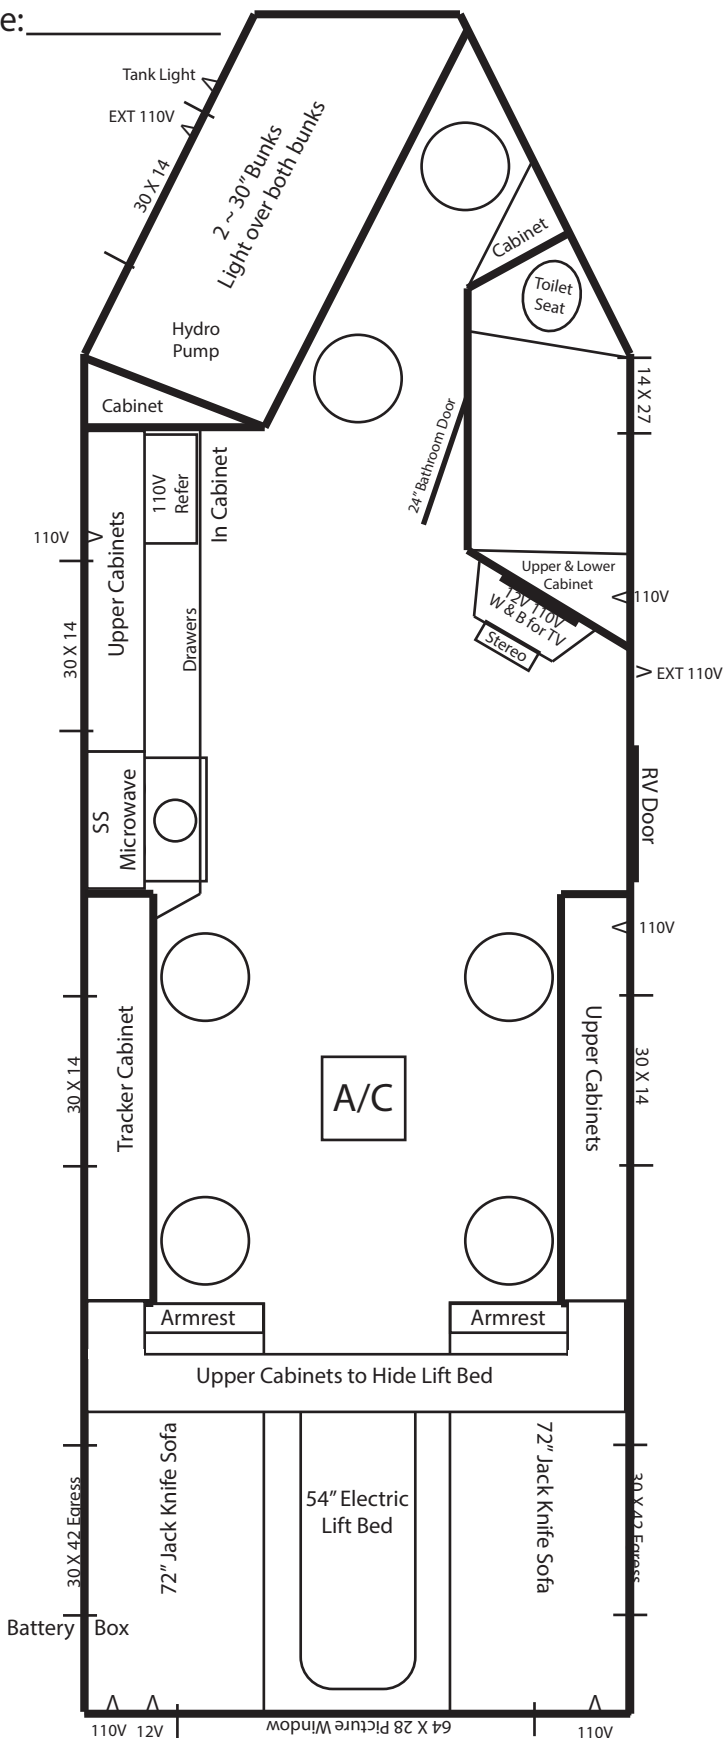 e:
Tank Light
EXT 110V
30 X 14
2 ~ 30” Bunks
Light over both bunks
Hydro
Pump
Cabinet
Cabinet
Toilet
Seat
14 X 27
24” Bathroom Door
110V
Refer
In Cabinet
Upper Cabinets
110V
30 X 14
Drawers
Upper & Lower
Cabinet
12V 110V
W & B for TV
Stereo
110V
EXT 110V
RV Door
SS
Microwave
110V
Tracker Cabinet
30 X 14
A/C
Upper Cabinets
30 X 14
Armrest
Armrest
Upper Cabinets to Hide Lift Bed
72” Jack Knife Sofa
54” Electric
Lift Bed
72” Jack Knife Sofa
30 X 42 Egress
30 X 42 Egress
Battery Box
110V
12V
64 X 28 Picture Window
110V